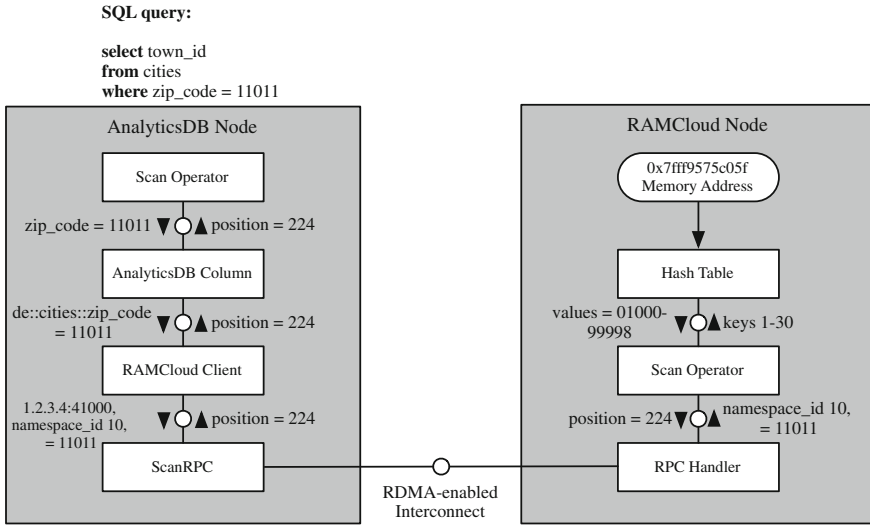 SQL query:
select town_id
from cities
where zip_code = 11011
AnalyticsDB Node
Scan Operator
zip_code = 11011
position = 224
AnalyticsDB Column
de::cities::zip_code
= 11011
position = 224
RAMCloud Client
1.2.3.4:41000,
namespace_id 10,
= 11011
position = 224
ScanRPC
RDMA-enabled
Interconnect
RAMCloud Node
0x7fff9575c05f
Memory Address
Hash Table
values = 01000-
99998
keys 1-30
Scan Operator
position = 224
namespace_id 10,
= 11011
RPC Handler